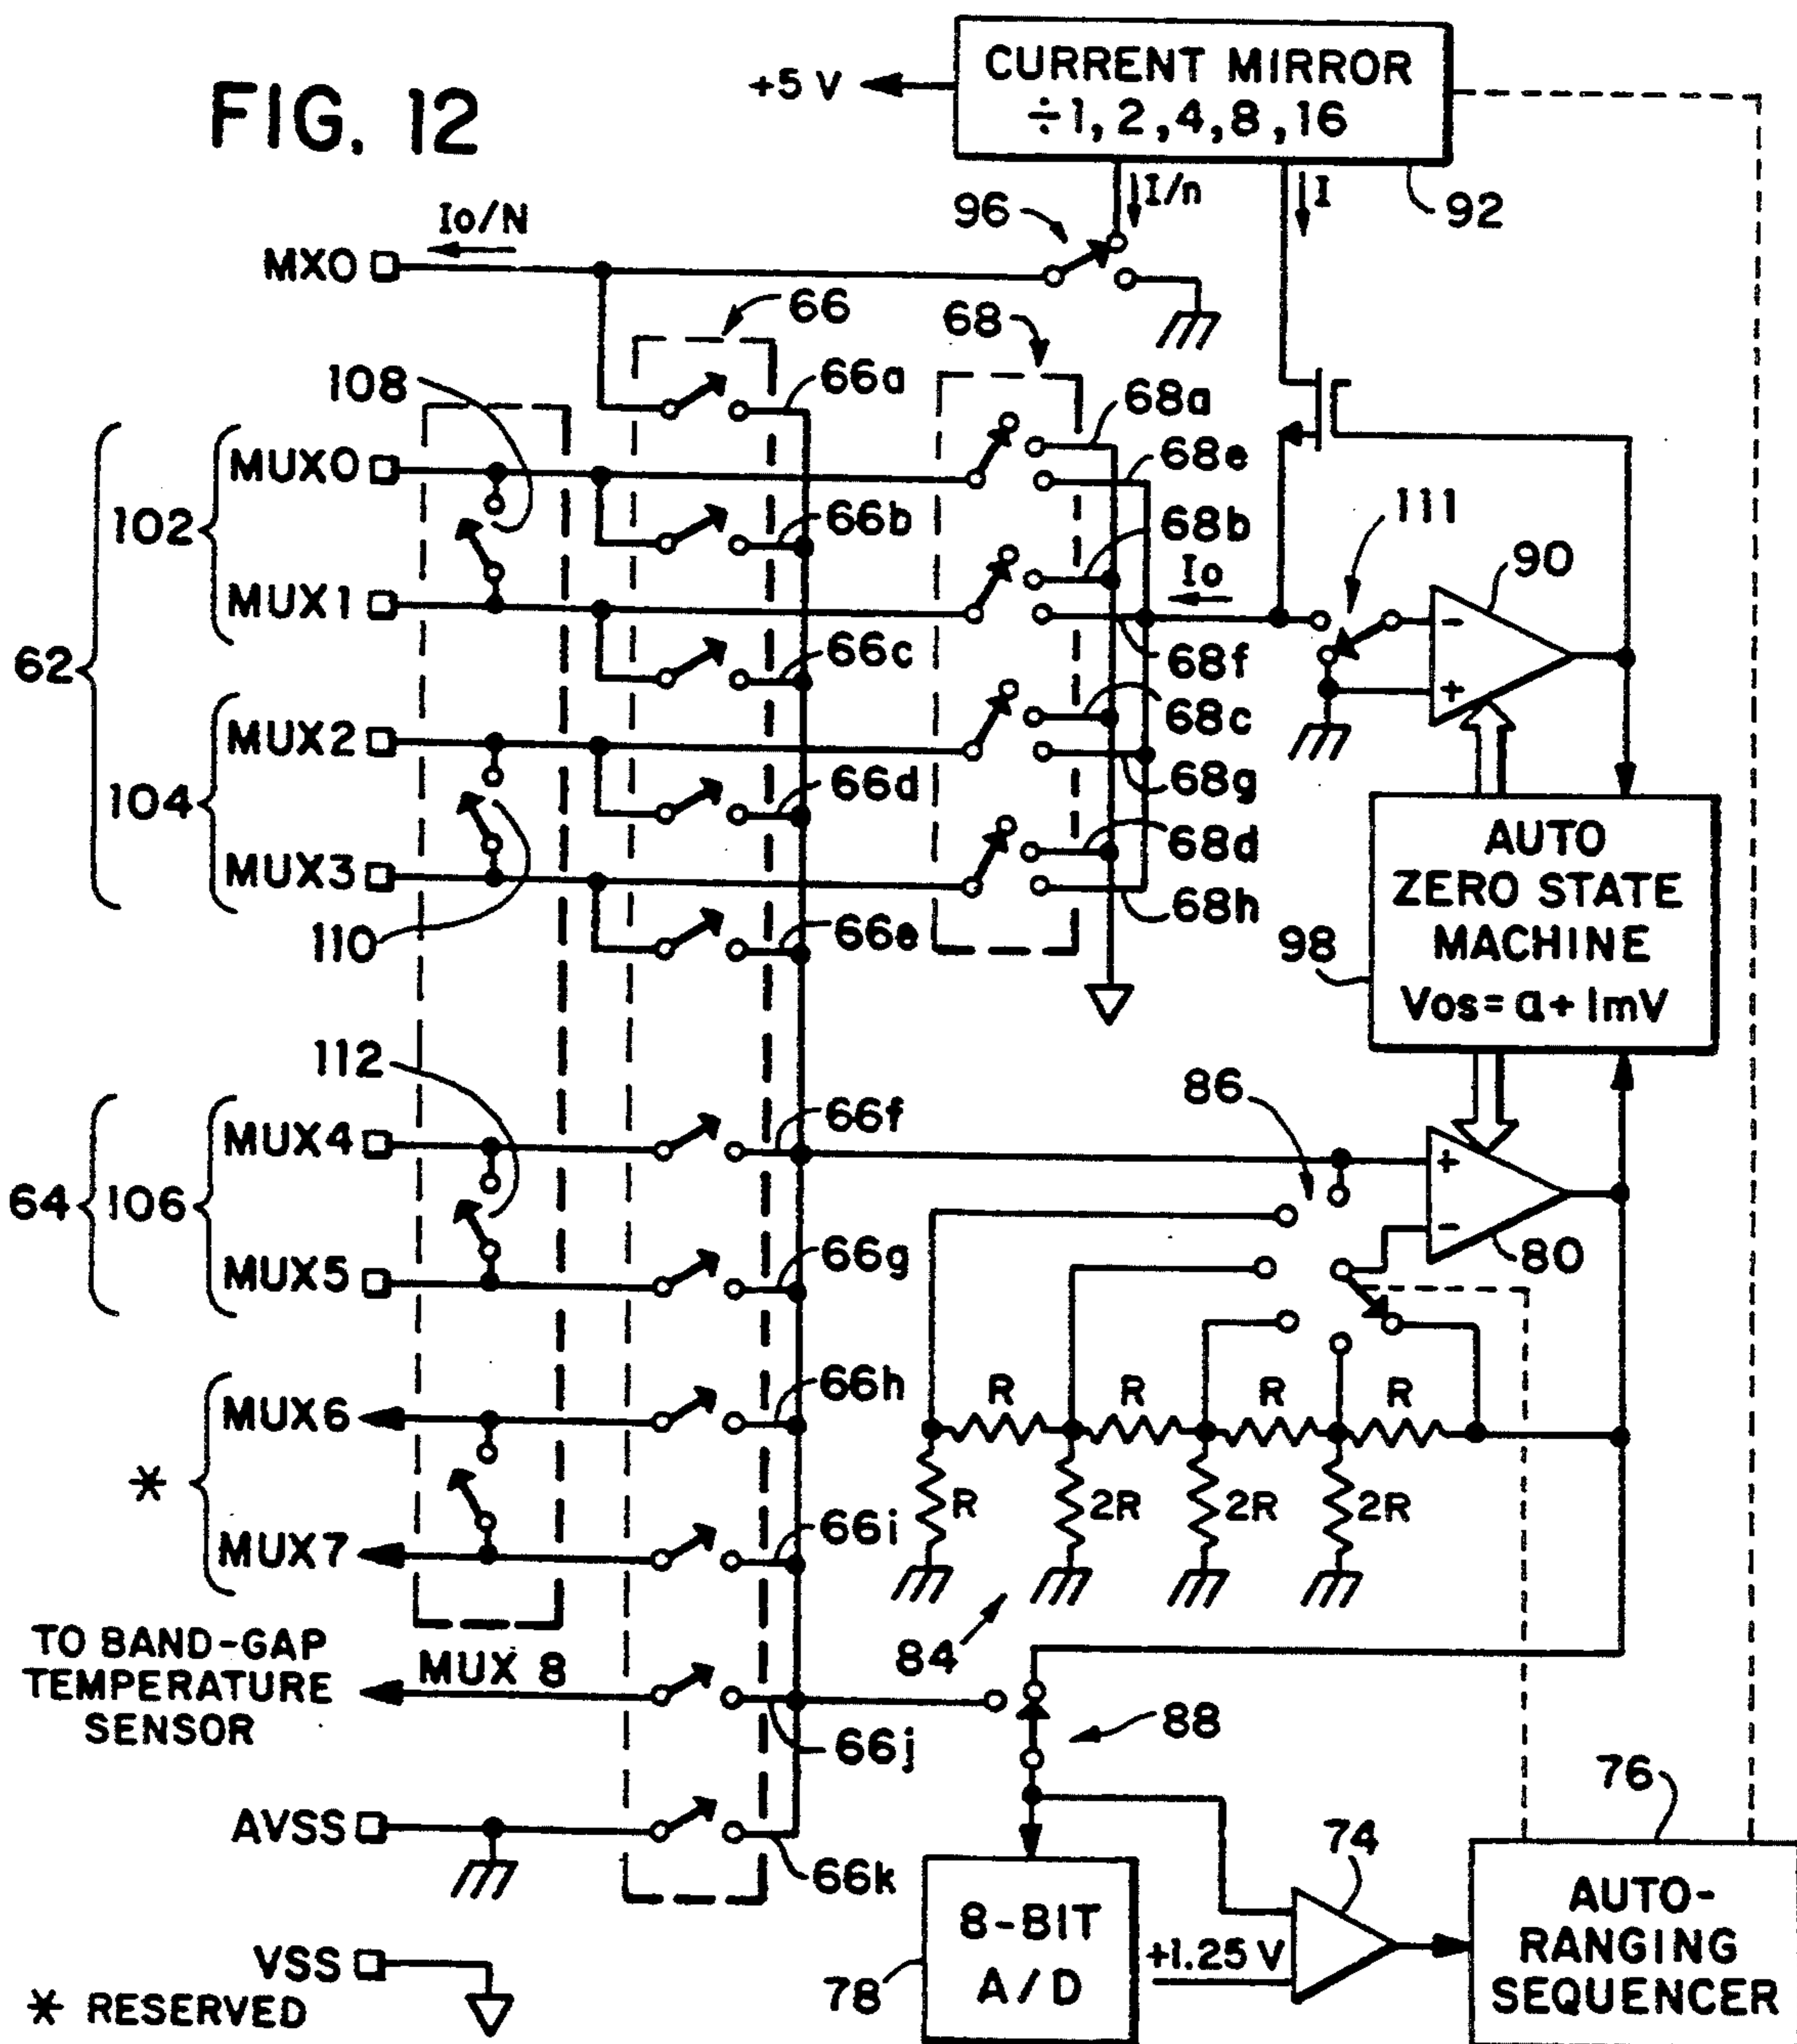 FIG. 12
CURRENT MIRROR
÷1, 2, 4, 8, 16
+5 V
92
I/n
I
96
Io/N
MX0
66
68
108
66a
68a
62
102
MUX0
68e
66b
68b
111
Io
90
MUX1
66c
68f
-
+
104
MUX2
68c
68g
66d
68d
MUX3
68h
110
66e
AUTO
ZERO STATE
MACHINE
Vos = a + 1mV
98
112
86
64
106
MUX4
66f
+
-
80
MUX5
66g
MUX6
66h
R
R
R
R
*
R
2R
2R
2R
MUX7
66i
84
TO BAND-GAP
TEMPERATURE
SENSOR
MUX 8
66j
88
76
AVSS
66k
74
8-BIT
A/D
78
+1.25 V
AUTO-
RANGING
SEQUENCER
VSS
* RESERVED